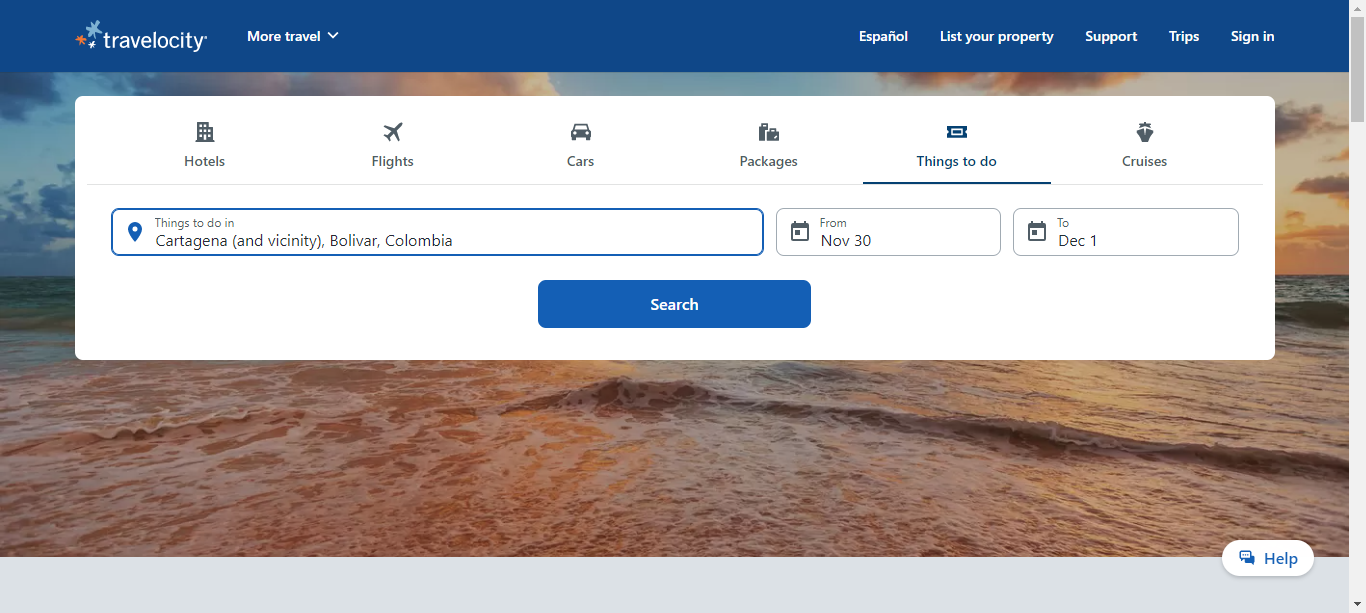 travelocity
More travel
Español
List your property
Support
Trips
Sign in
Hotels
Flights
Cars
Packages
Things to do
Cruises
Things to do in
Cartagena (and vicinity), Bolivar, Colombia
From
Nov 30
To
Dec 1
Search
Help